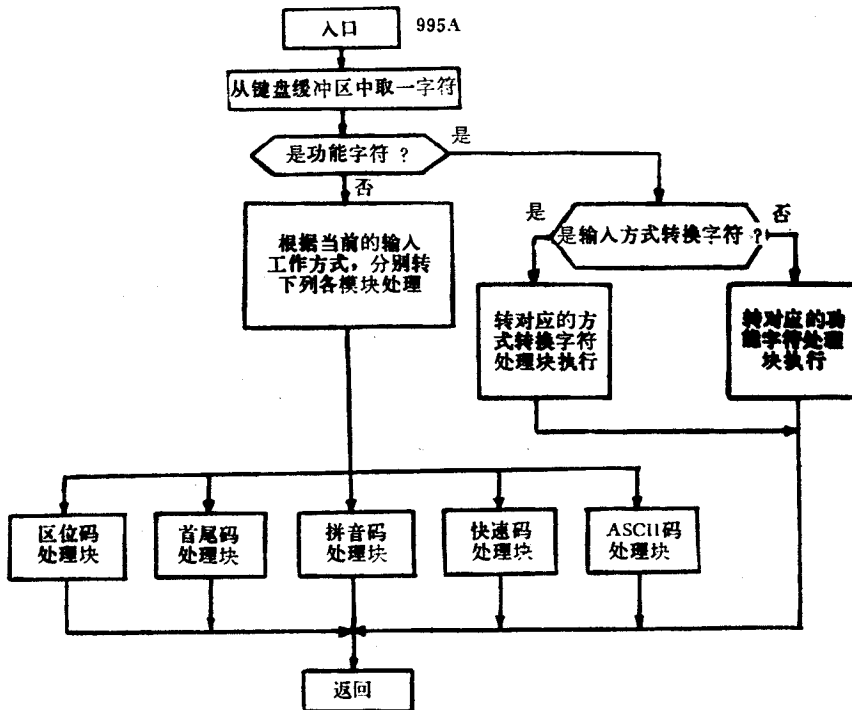 入口
995A
从键盘缓冲区中取一字符
是
是功能字符？
否
是
否
根据当前的输入
工作方式，分别转
下列各模块处理
是输入方式转换字符？
转对应的方
式转换字符
处理块执行
转对应的功
能字符处理
块执行
区位码
处理块
首尾码
处理块
拼音码
处理块
快速码
处理块
ASCII码
处理块
返回